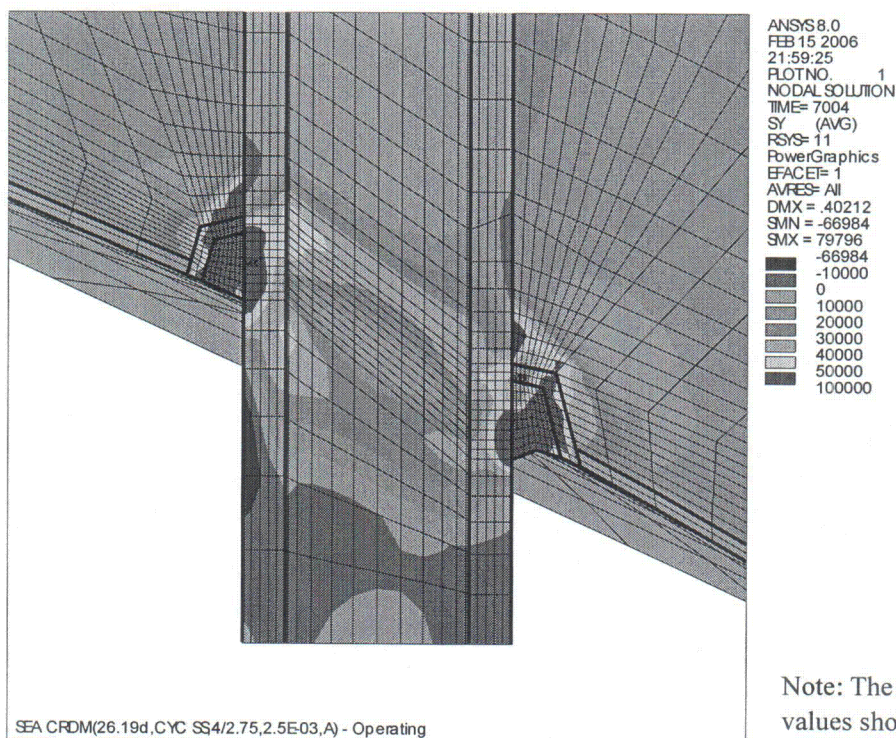 ANSYS 8.0
FEB 15 2006
21:59:25
PLOT NO. 1
NODAL SOLUTION
TIME= 7004
SY (AVG)
RSYS= 11
PowerGraphics
EFACET= 1
AVRES= All
DMX = .40212
SMN = -66984
SMX = 79796
-66984
-10000
0
10000
20000
30000
40000
50000
100000
Note: The
values sho
SEA CRDM(26.19d,CYC SS,4/2.75,2.5E-03,A) - Operating